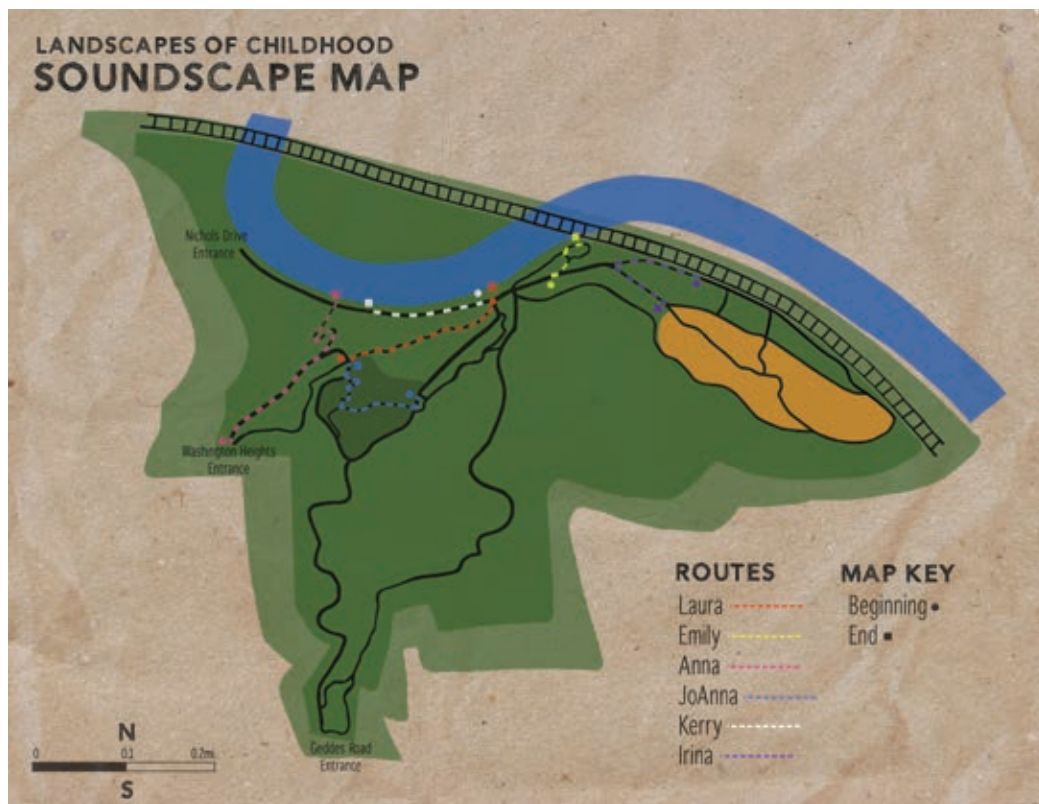 LANDSCAPES OF CHILDHOOD
SOUNDSCAPE MAP
Nichols Drive
Entrance
Washington Heights
Entrance
ROUTES
Laura
Emily
Anna
JoAnna
Kerry
Irina
MAP KEY
Beginning
End
N
0 0.1 0.2mi.
S
Geddes Road
Entrance